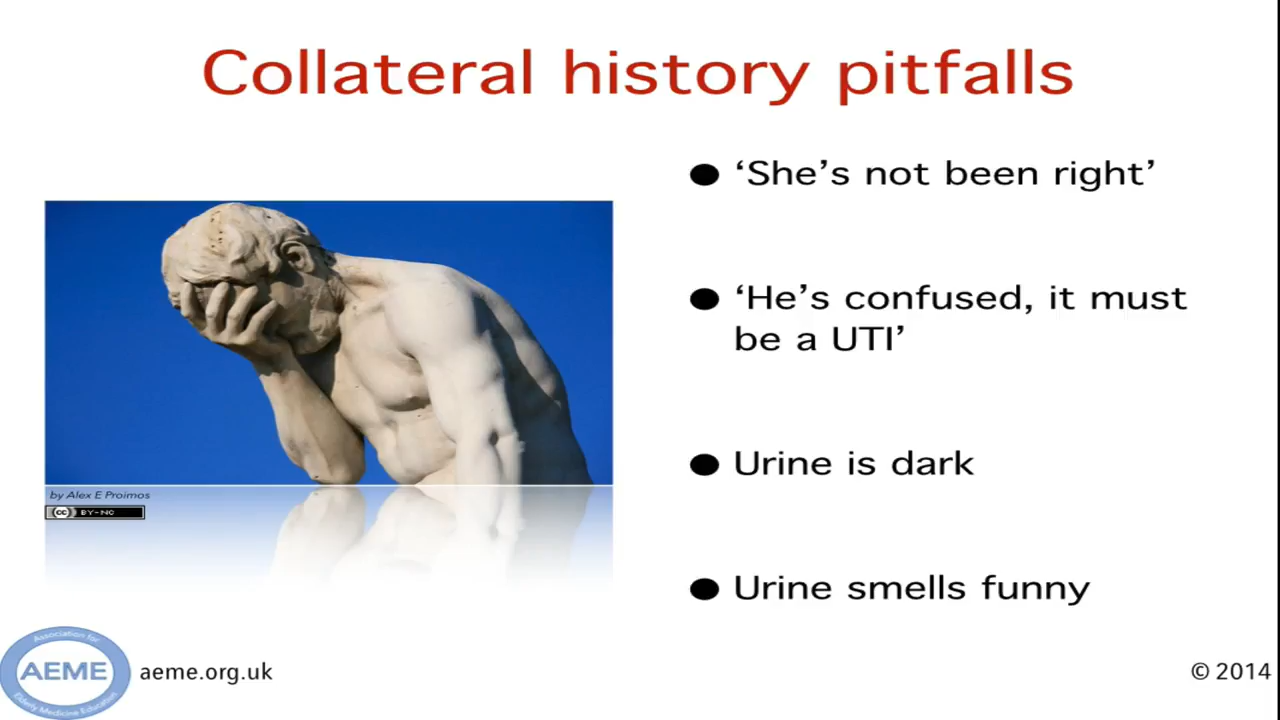 Collateral history pitfalls
● ‘She’s not been right’
● ‘He’s confused, it must
be a UTI’
● Urine is dark
● Urine smells funny
by Alex E Proimos
cc BY-NC
Association for
AEME
Elderly Medicine Education
aeme.org.uk
© 2014